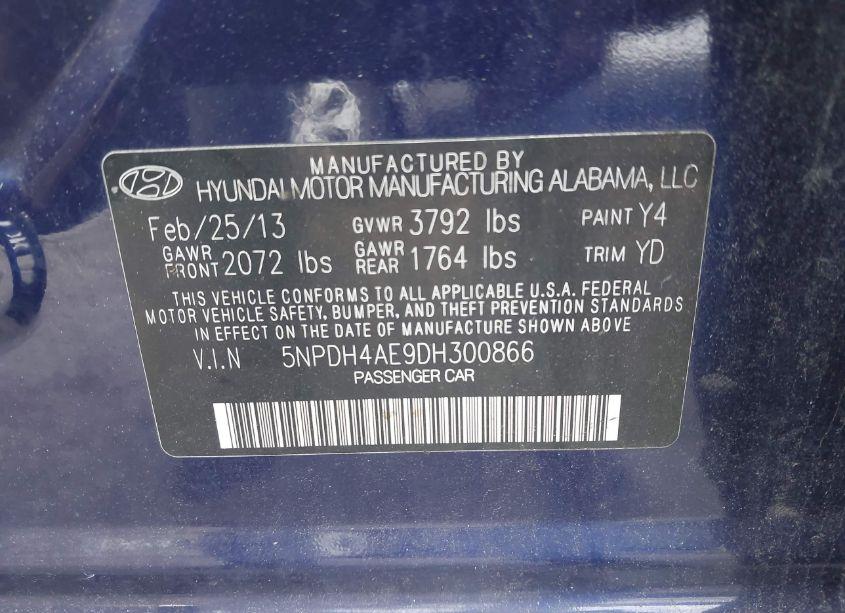 MANUFACTURED BY
HYUNDAI MOTOR MANUFACTURING ALABAMA, LLC
Feb/25/13 GVWR 3792 lbs PAINT Y4
GAWR FRONT 2072 lbs GAWR REAR 1764 lbs TRIM YD
THIS VEHICLE CONFORMS TO ALL APPLICABLE U.S.A. FEDERAL
MOTOR VEHICLE SAFETY, BUMPER, AND THEFT PREVENTION STANDARDS
IN EFFECT ON THE DATE OF MANUFACTURE SHOWN ABOVE
V.I.N 5NPDH4AE9DH300866
PASSENGER CAR